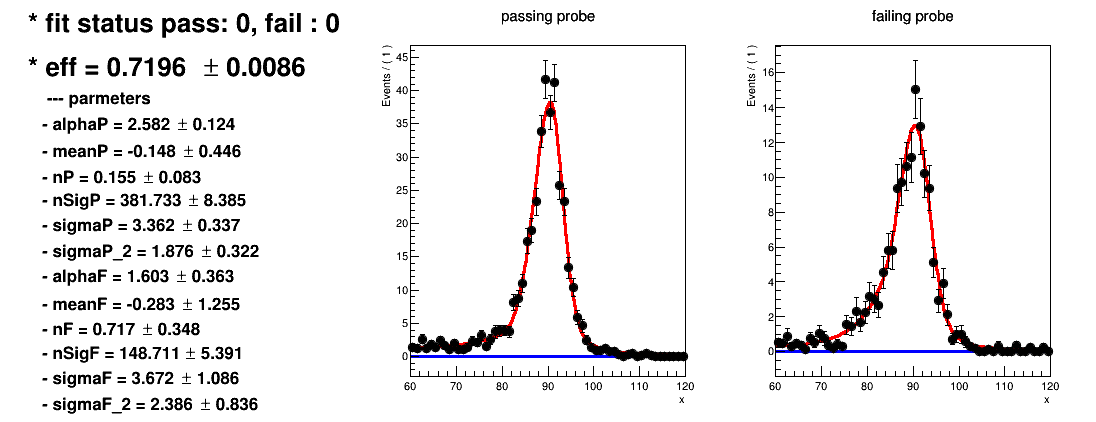 * fit status pass: 0, fail : 0
* eff = 0.7196 ± 0.0086
--- parmeters
- alphaP = 2.582 ± 0.124
- meanP = -0.148 ± 0.446
- nP = 0.155 ± 0.083
- nSigP = 381.733 ± 8.385
- sigmaP = 3.362 ± 0.337
- sigmaP_2 = 1.876 ± 0.322
- alphaF = 1.603 ± 0.363
- meanF = -0.283 ± 1.255
- nF = 0.717 ± 0.348
- nSigF = 148.711 ± 5.391
- sigmaF = 3.672 ± 1.086
- sigmaF_2 = 2.386 ± 0.836
passing probe
Events / ( 1 )
45
40
35
30
25
20
15
10
5
0
60 70 80 90 100 110 120
x
failing probe
Events / ( 1 )
16
14
12
10
8
6
4
2
0
60 70 80 90 100 110 120
x